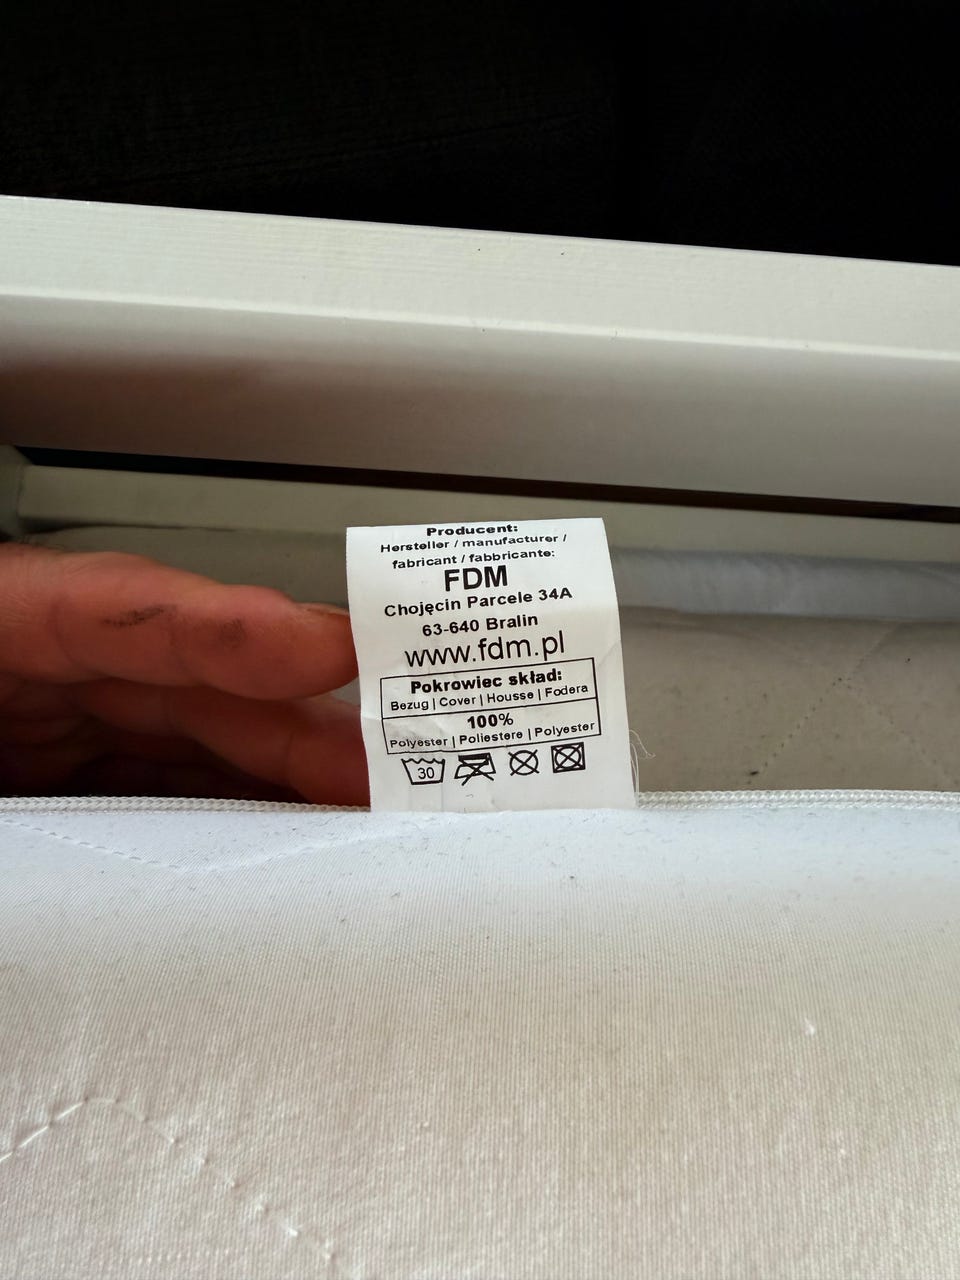 Producent:
Hersteller / manufacturer /
fabricant / fabbricante:
FDM
Chojęcin Parcele 34A
63-640 Bralin
www.fdm.pl
Pokrowiec skład:
Bezug | Cover | Housse | Fodera
100%
Polyester | Poliestere | Polyester
30